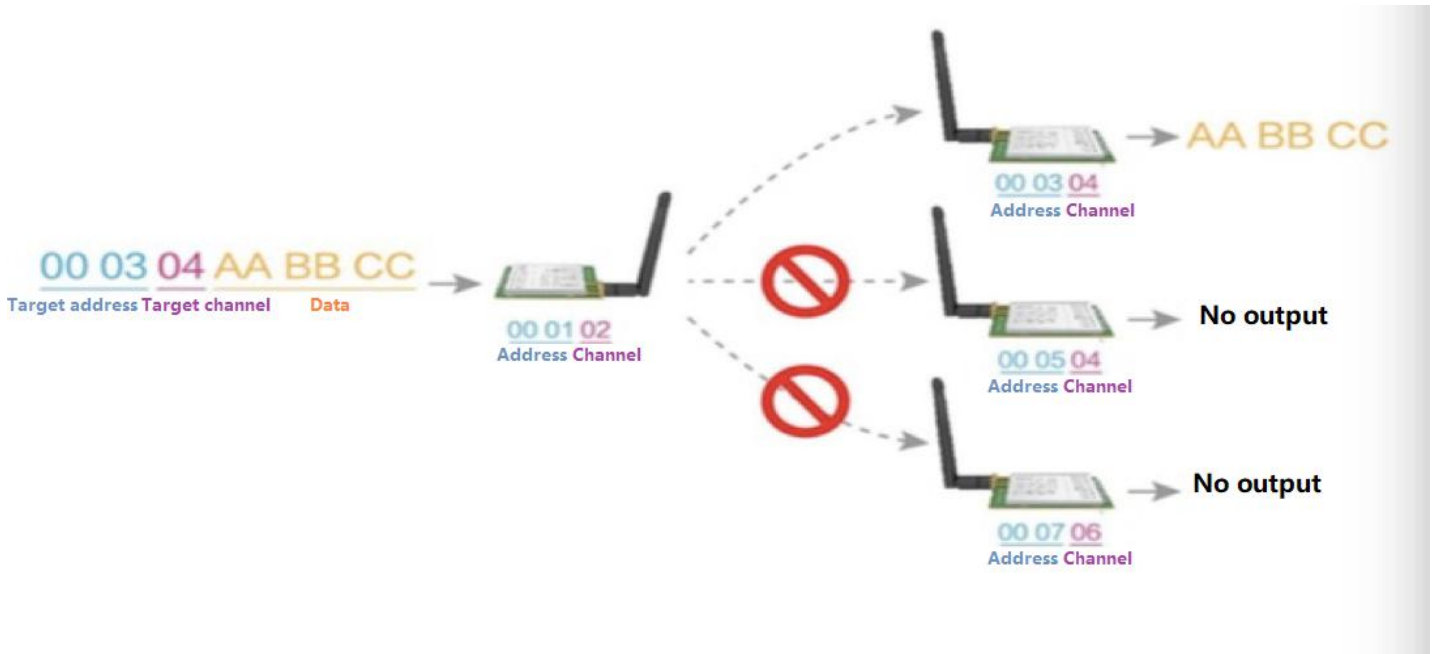 00 03 04 AA BB CC
Target address Target channel Data
00 01 02
Address Channel
AA BB CC
00 03 04
Address Channel
No output
00 05 04
Address Channel
No output
00 07 06
Address Channel